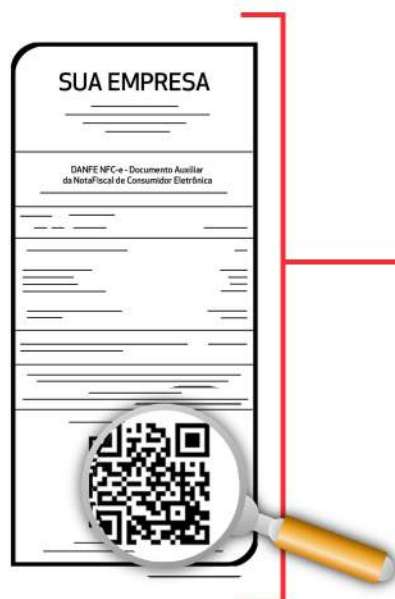 SUA EMPRESA
DANFE NFC-e - Documento Auxiliar
da NotaFiscal de Consumidor Eletrônica